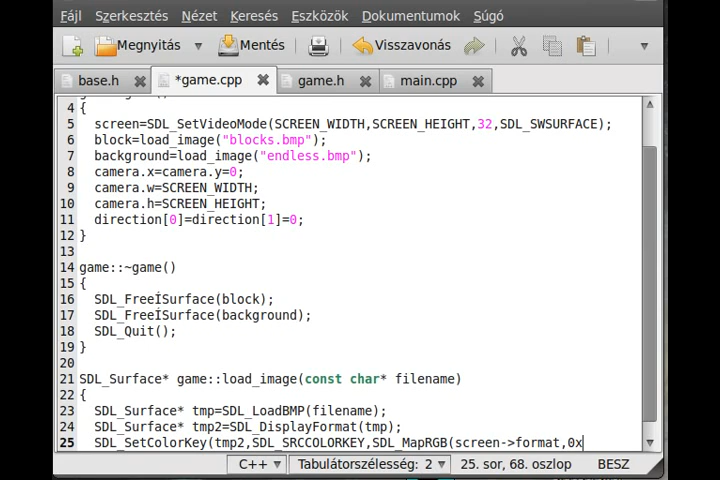 Fájl Szerkesztés Nézet Keresés Eszközök Dokumentumok Súgó
Megnyitás Mentés Visszavonás
base.h *game.cpp game.h main.cpp
4 {
5 screen=SDL_SetVideoMode(SCREEN_WIDTH,SCREEN_HEIGHT,32,SDL_SWSURFACE);
6 block=load_image("blocks.bmp");
7 background=load_image("endless.bmp");
8 camera.x=camera.y=0;
9 camera.w=SCREEN_WIDTH;
10 camera.h=SCREEN_HEIGHT;
11 direction[0]=direction[1]=0;
12 }
13
14 game::~game()
15 {
16 SDL_FreeİSurface(block);
17 SDL_FreeİSurface(background);
18 SDL_Quit();
19 }
20
21 SDL_Surface* game::load_image(const char* filename)
22 {
23 SDL_Surface* tmp=SDL_LoadBMP(filename);
24 SDL_Surface* tmp2=SDL_DisplayFormat(tmp);
25 SDL_SetColorKey(tmp2,SDL_SRCCOLORKEY,SDL_MapRGB(screen->format,0x
C++ Tabulátorszélesség: 2 25. sor, 68. oszlop BESZ